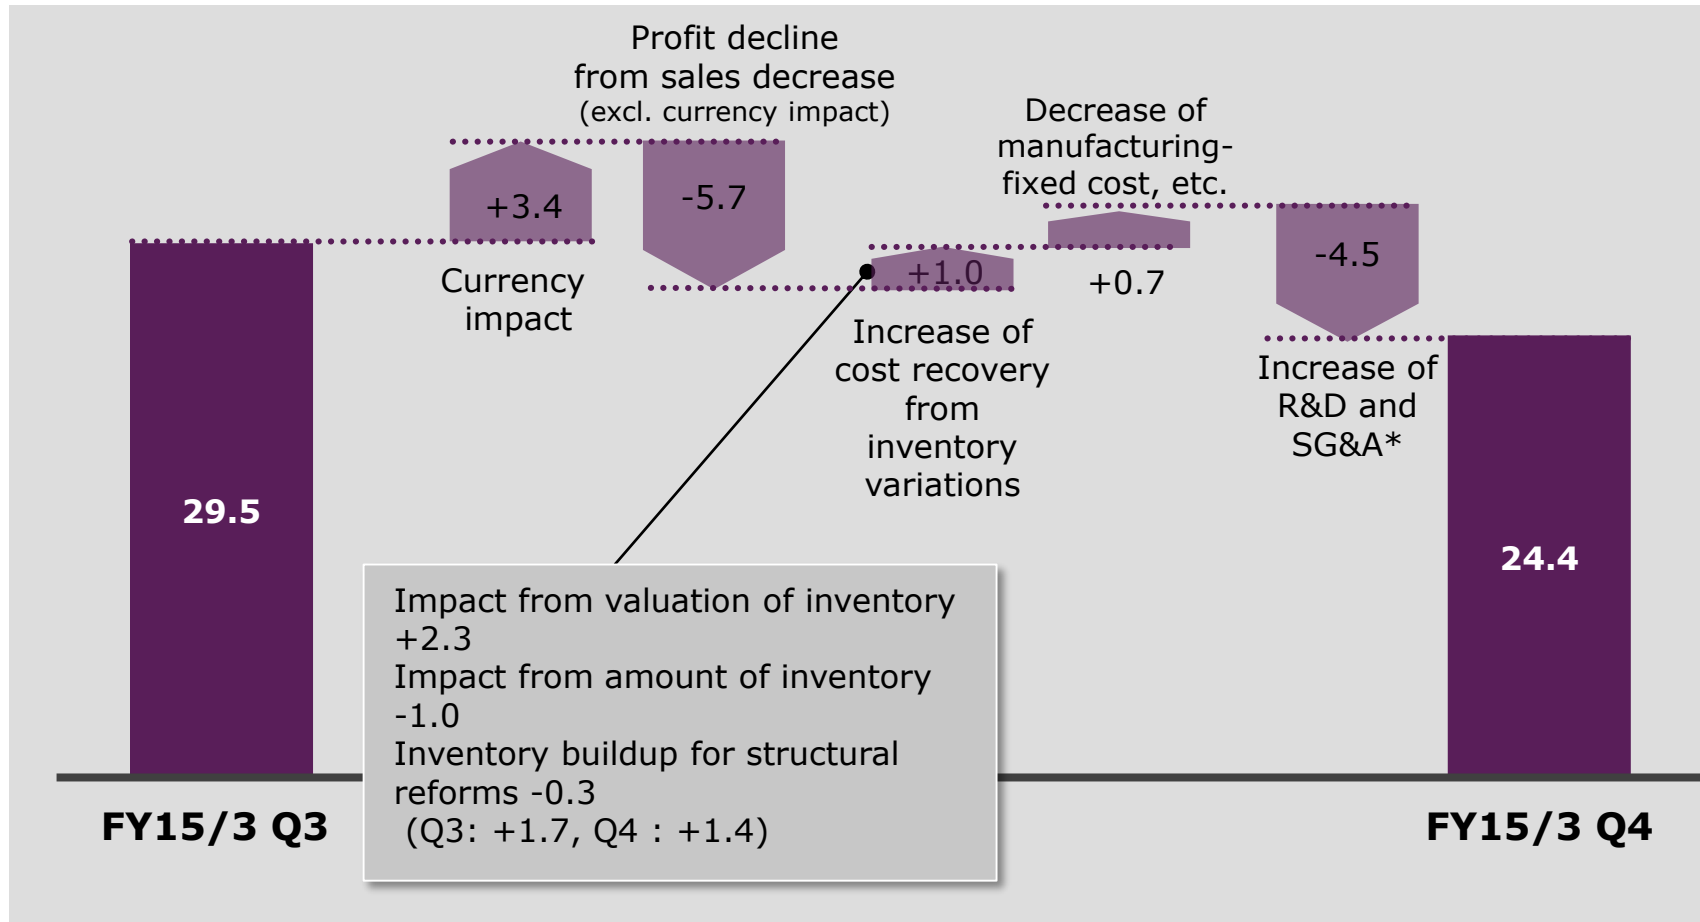 Profit decline
from sales decrease
(excl. currency impact)
Decrease of
manufacturing-
fixed cost, etc.
+3.4
-5.7
+1.0
+0.7
-4.5
Currency
impact
Increase of
cost recovery
from
inventory
variations
Increase of
R&D and
SG&A*
29.5
24.4
Impact from valuation of inventory
+2.3
Impact from amount of inventory
-1.0
Inventory buildup for structural
reforms -0.3
(Q3: +1.7, Q4 : +1.4)
FY15/3 Q3
FY15/3 Q4